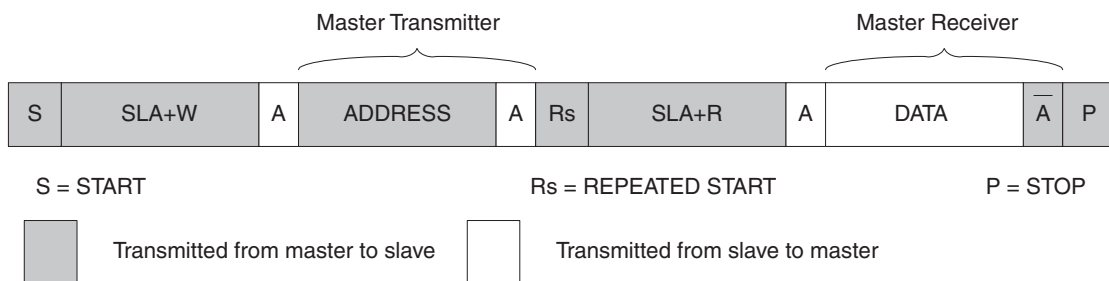 Master Transmitter Master Receiver
S SLA+W A ADDRESS A Rs SLA+R A DATA A̅ P
S = START Rs = REPEATED START P = STOP
Transmitted from master to slave Transmitted from slave to master